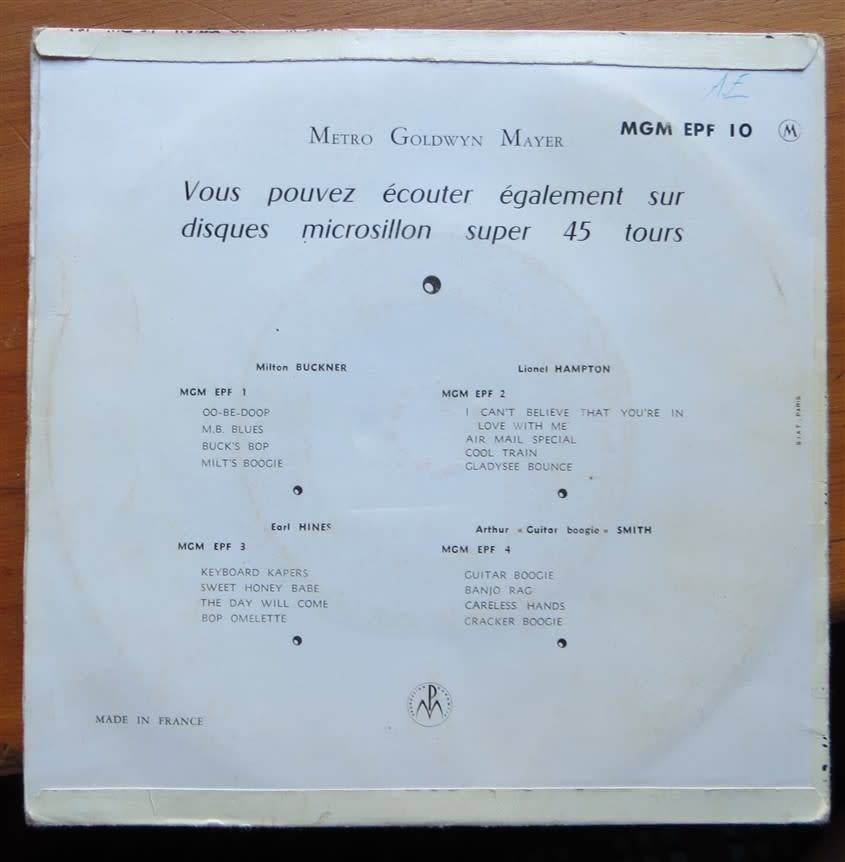 AE
METRO GOLDWYN MAYER
MGM EPF 10 M
Vous pouvez écouter également sur
disques microsillon super 45 tours
Milton BUCKNER
MGM EPF 1
OO-BE-DOOP
M.B. BLUES
BUCK'S BOP
MILT'S BOOGIE
Lionel HAMPTON
MGM EPF 2
I CAN'T BELIEVE THAT YOU'RE IN
LOVE WITH ME
AIR MAIL SPECIAL
COOL TRAIN
GLADYSEE BOUNCE
Earl HINES
MGM EPF 3
KEYBOARD KAPERS
SWEET HONEY BABE
THE DAY WILL COME
BOP OMELETTE
Arthur « Guitar boogie » SMITH
MGM EPF 4
GUITAR BOOGIE
BANJO RAG
CARELESS HANDS
CRACKER BOOGIE
MADE IN FRANCE